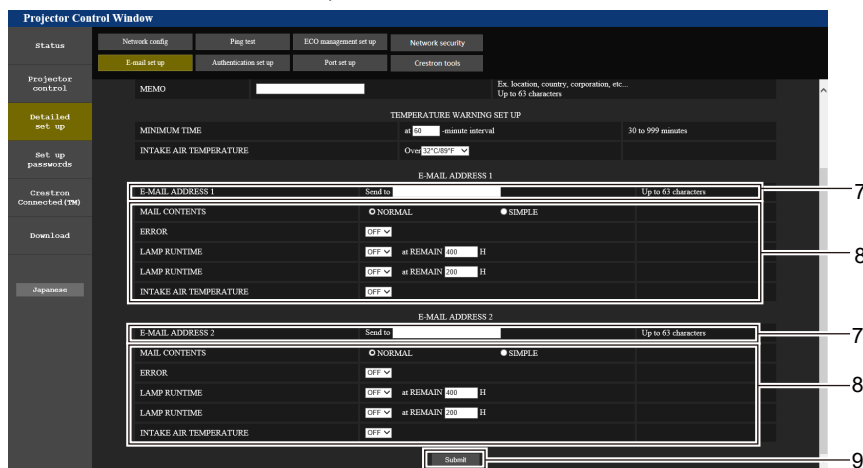 Projector Control Window
Status
Network config Ping test ECO management set up Network security
E-mail set up Authentication set up Port set up Crestron tools
Projector
control
MEMO Ex. location, country, corporation, etc...
Up to 63 characters
Detailed
set up
TEMPERATURE WARNING SET UP
MINIMUM TIME at 60 -minute interval 30 to 999 minutes
INTAKE AIR TEMPERATURE Over 32°C/89°F
Set up
passwords
E-MAIL ADDRESS 1
E-MAIL ADDRESS 1 Send to Up to 63 characters 7
Crestron
Connected(TM)
MAIL CONTENTS NORMAL SIMPLE
ERROR OFF
Download
LAMP RUNTIME OFF at REMAIN 400 H 8
LAMP RUNTIME OFF at REMAIN 200 H
Japanese
INTAKE AIR TEMPERATURE OFF
E-MAIL ADDRESS 2
E-MAIL ADDRESS 2 Send to Up to 63 characters 7
MAIL CONTENTS NORMAL SIMPLE
ERROR OFF
8
LAMP RUNTIME OFF at REMAIN 400 H
LAMP RUNTIME OFF at REMAIN 200 H
INTAKE AIR TEMPERATURE OFF
Submit 9